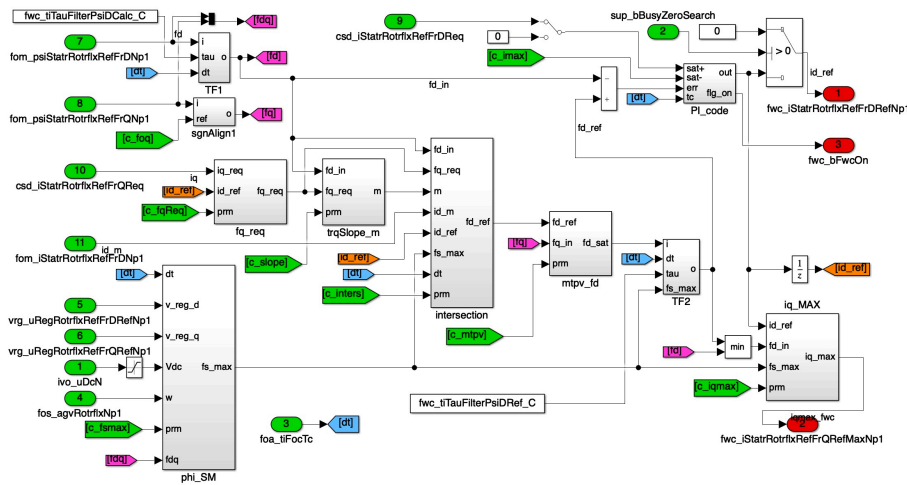 fwc_tiTauFilterPsiDCalc_C
[fdq]
fd
7
fom_psiStatrRotrflxRefFrDNp1
i
tau
dt
o
[fd]
[dt]
TF1
8
fom_psiStatrRotrflxRefFrQNp1
i
ref
o
[fq]
[c_foq]
sgnAlign1
10
csd_iStatrRotrflxRefFrQReq
iq
[id_ref]
[c_fqReq]
iq_req
id_ref
prm
fq_req
fq_req
fd_in
fq_req
prm
m
trqSlope_m
[c_slope]
11
fom_iStatrRotrflxRefFrDNp1
id_m
[id_ref]
[dt]
[c_inters]
fd_in
fq_req
m
id_m
id_ref
fs_max
dt
prm
fd_ref
intersection
[fq]
[c_mtpv]
fd_ref
fq_in
prm
fd_sat
mtpv_fd
[dt]
i
dt
tau
fs_max
o
TF2
fwc_tiTauFilterPsiDRef_C
9
csd_iStatrRotrflxRefFrDReq
0
[c_imax]
fd_in
fd_ref
−
+
[dt]
sat+
sat-
err
tc
out
flg_on
PI_code
sup_bBusyZeroSearch
2
0
> 0
id_ref
1
fwc_iStatrRotrflxRefFrDRefNp1
3
fwc_bFwcOn
1
z
[id_ref]
iq_MAX
[fd]
min
[c_iqmax]
id_ref
fd_in
fs_max
prm
iq_max
iqmax_fwc
2
fwc_iStatrRotrflxRefFrQRefMaxNp1
[dt]
5
vrg_uRegRotrflxRefFrDRefNp1
6
vrg_uRegRotrflxRefFrQRefNp1
1
ivo_uDcN
4
fos_agvRotrflxNp1
[c_fsmax]
[fdq]
dt
v_reg_d
v_reg_q
Vdc
w
prm
fdq
fs_max
phi_SM
3
foa_tiFocTc
[dt]